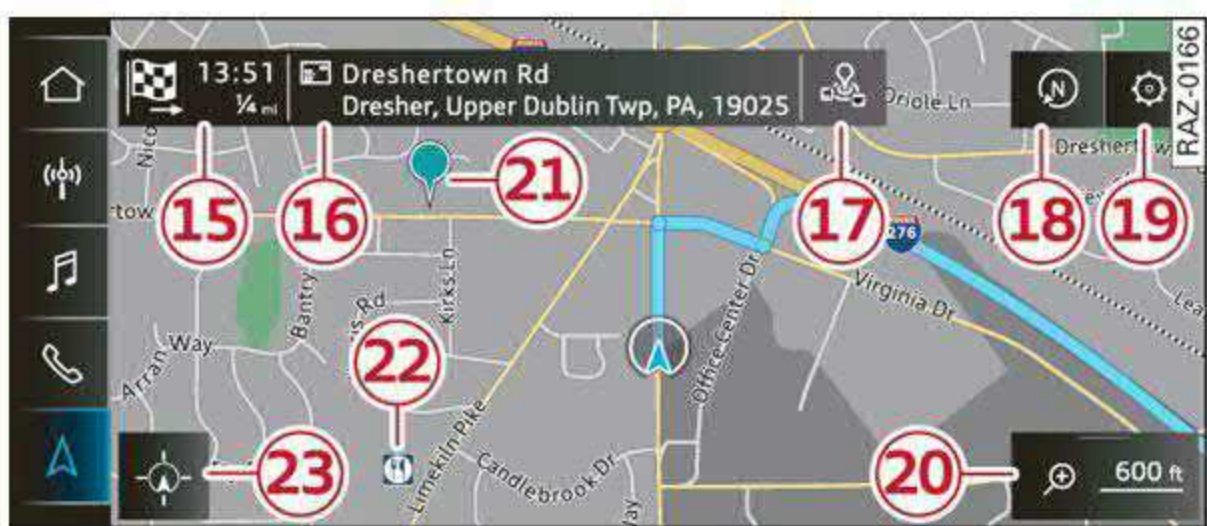 RAZ-0166
13:51
¼ mi
Dreshertown Rd
Dresher, Upper Dublin Twp, PA, 19025
N
Oriole Ln
15
16
21
17
18
19
276
Kirks Ln
Bantry
Office Center Dr
Virginia Dr
Arran Way
22
Limekiln Pike
Candlebrook Dr
23
20
600 ft